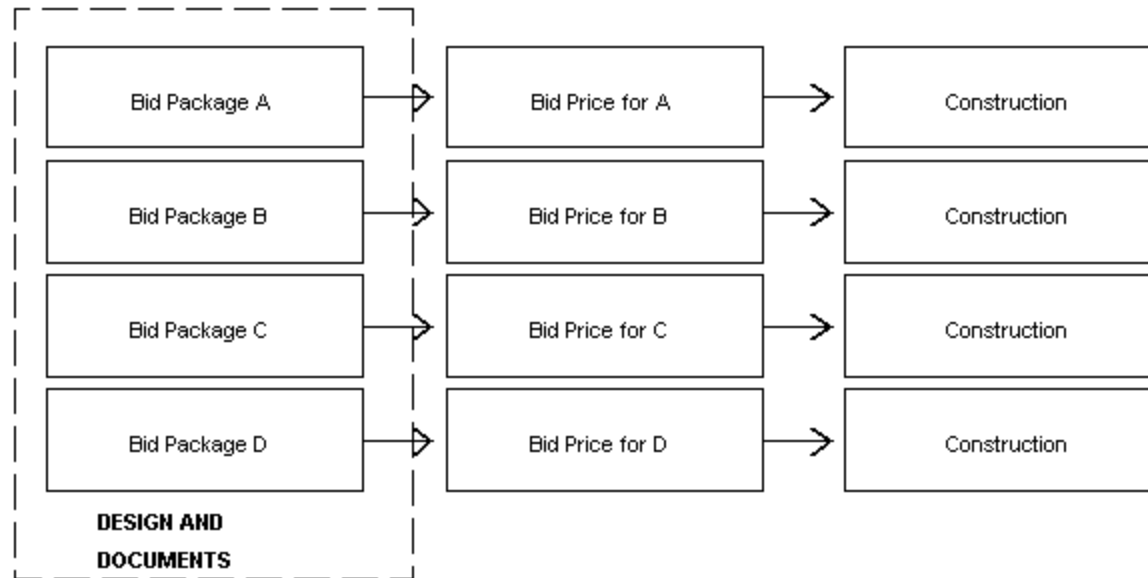 Bid Package A
Bid Price for A
Construction
Bid Package B
Bid Price for B
Construction
Bid Package C
Bid Price for C
Construction
Bid Package D
Bid Price for D
Construction
DESIGN AND
DOCUMENTS